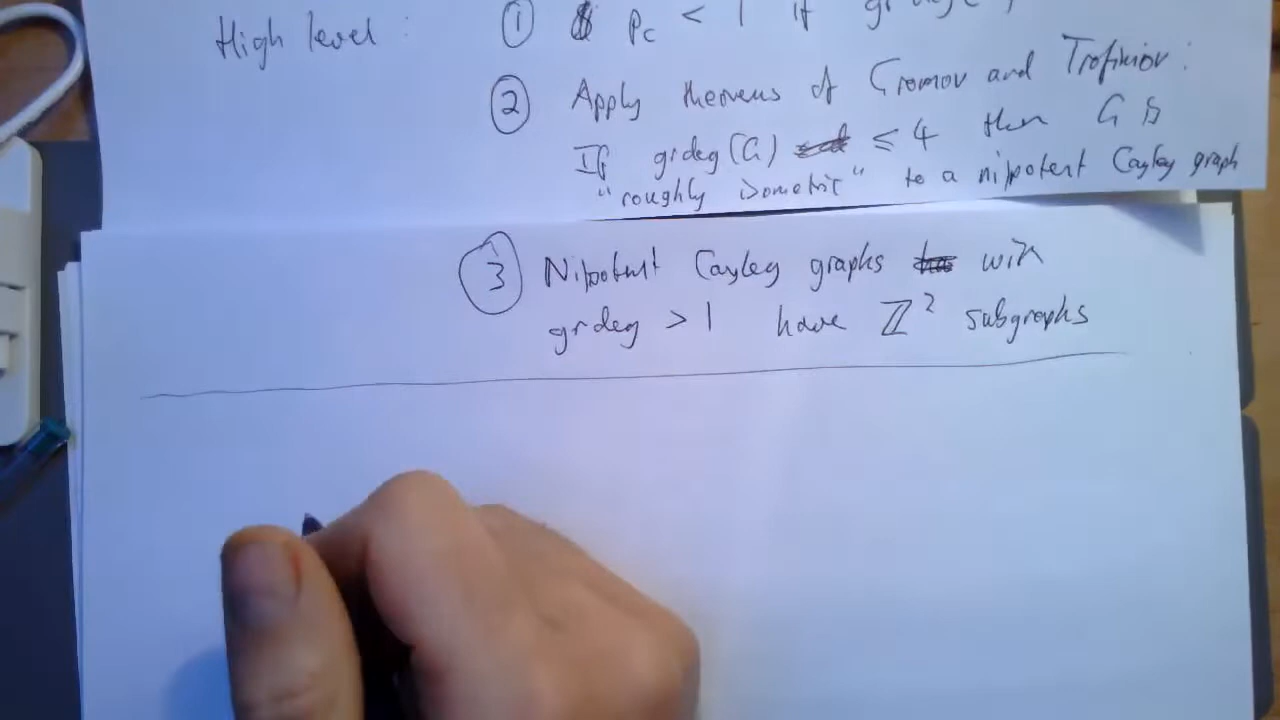 High level : ① p_c < 1 if
② Apply theorems of Gromov and Trofimov :
If grdeg(G) ≤ 4 then G is
"roughly isometric" to a nilpotent Cayley graph
③ Nilpotent Cayley graphs with
grdeg > 1 have ℤ² subgraphs